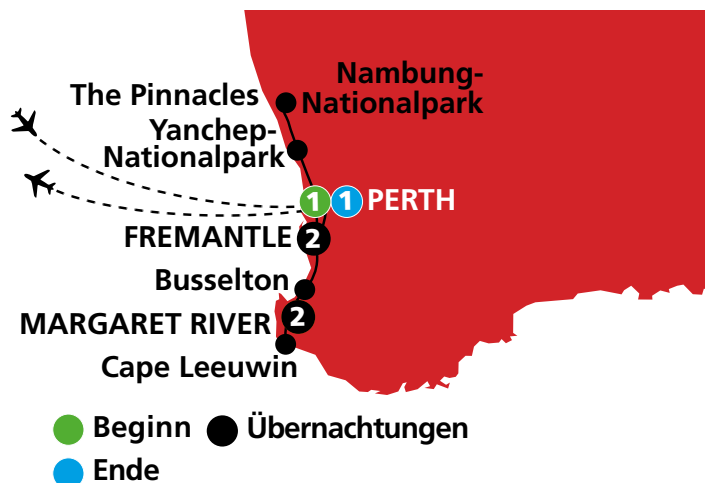 Nambung-
Nationalpark
The Pinnacles
Yanchep-
Nationalpark
1 1 PERTH
FREMANTLE 2
Busselton
MARGARET RIVER 2
Cape Leeuwin
Beginn Übernachtungen
Ende